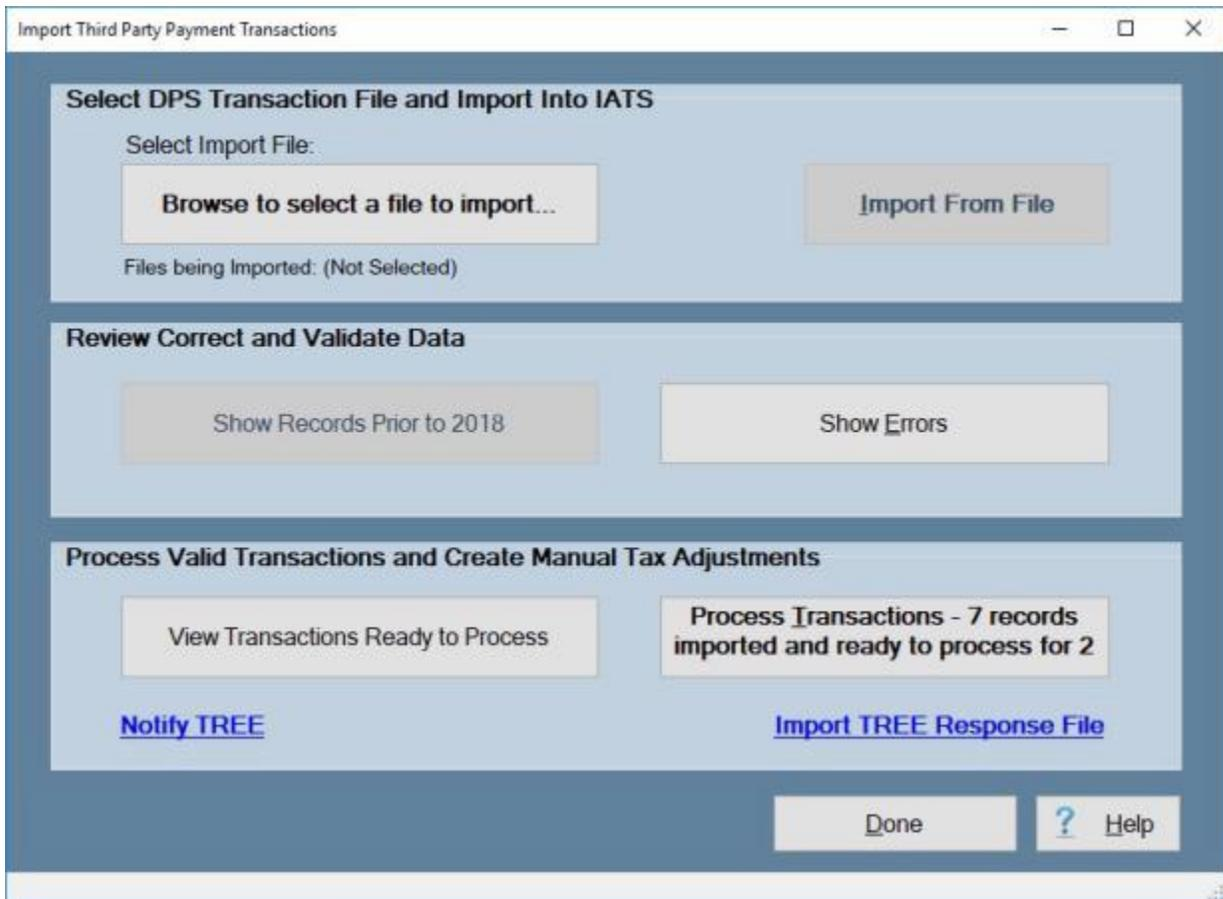 Import Third Party Payment Transactions
Select DPS Transaction File and Import Into IATS
Select Import File:
Browse to select a file to import...
Import From File
Files being Imported: (Not Selected)
Review Correct and Validate Data
Show Records Prior to 2018
Show Errors
Process Valid Transactions and Create Manual Tax Adjustments
View Transactions Ready to Process
Process Transactions - 7 records
imported and ready to process for 2
Notify TREE
Import TREE Response File
Done
? Help